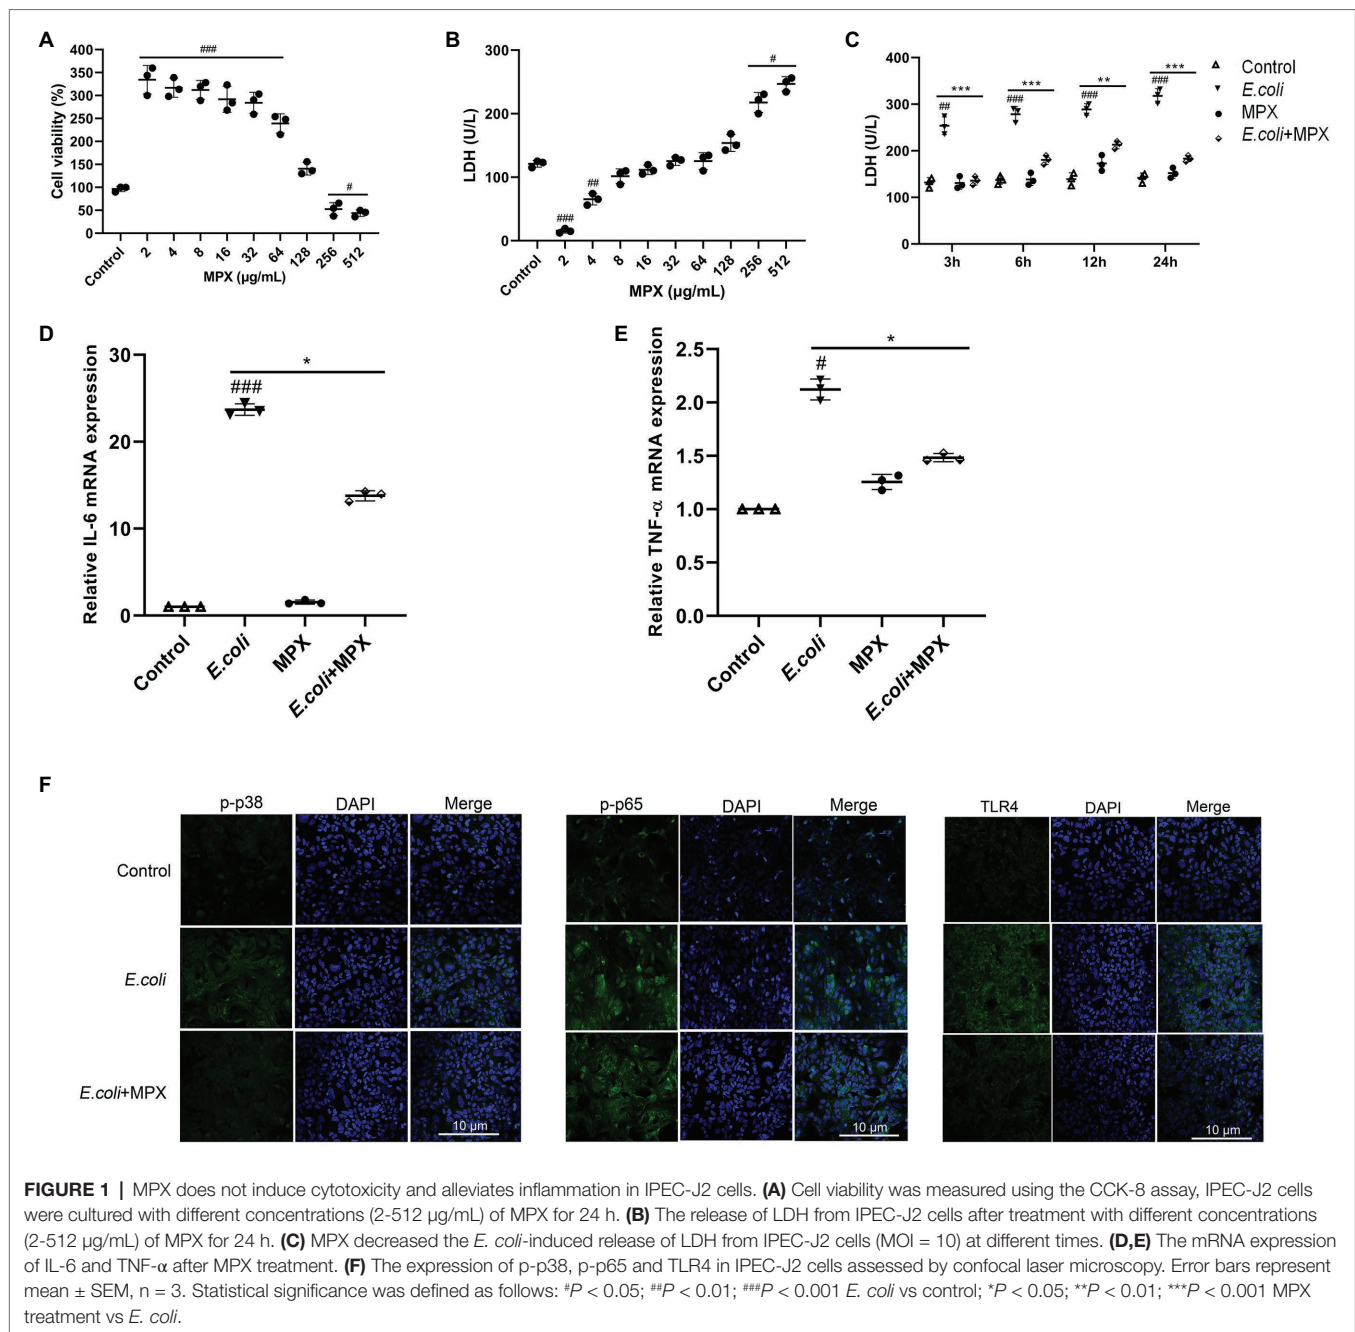 A
Cell viability (%)
400
350
300
250
200
150
100
50
0
###
#
Control
2
4
8
16
32
64
128
256
512
MPX (µg/mL)
B
LDH (U/L)
300
200
100
0
###
##
#
Control
2
4
8
16
32
64
128
256
512
MPX (µg/mL)
C
LDH (U/L)
400
300
200
100
0
##
***
###
***
###
**
###
***
3h
6h
12h
24h
Control
E.coli
MPX
E.coli+MPX
D
Relative IL-6 mRNA expression
30
20
10
0
###
*
Control
E.coli
MPX
E.coli+MPX
E
Relative TNF-α mRNA expression
2.5
2.0
1.5
1.0
0.5
0.0
#
*
Control
E.coli
MPX
E.coli+MPX
F
p-p38 DAPI Merge p-p65 DAPI Merge TLR4 DAPI Merge
Control
E.coli
E.coli+MPX
10 µm
10 µm
10 µm
FIGURE 1 | MPX does not induce cytotoxicity and alleviates inflammation in IPEC-J2 cells. (A) Cell viability was measured using the CCK-8 assay, IPEC-J2 cells
were cultured with different concentrations (2-512 µg/mL) of MPX for 24 h. (B) The release of LDH from IPEC-J2 cells after treatment with different concentrations
(2-512 µg/mL) of MPX for 24 h. (C) MPX decreased the E. coli-induced release of LDH from IPEC-J2 cells (MOI = 10) at different times. (D,E) The mRNA expression
of IL-6 and TNF-α after MPX treatment. (F) The expression of p-p38, p-p65 and TLR4 in IPEC-J2 cells assessed by confocal laser microscopy. Error bars represent
mean ± SEM, n = 3. Statistical significance was defined as follows: #P < 0.05; ##P < 0.01; ###P < 0.001 E. coli vs control; *P < 0.05; **P < 0.01; ***P < 0.001 MPX
treatment vs E. coli.